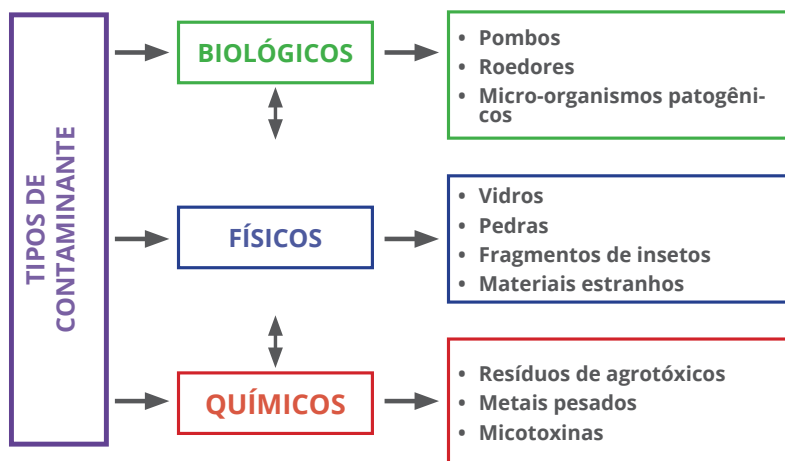 TIPOS DE
CONTAMINANTE
BIOLÓGICOS
• Pombos
• Roedores
• Micro-organismos patogêni-
cos
FÍSICOS
• Vidros
• Pedras
• Fragmentos de insetos
• Materiais estranhos
QUÍMICOS
• Resíduos de agrotóxicos
• Metais pesados
• Micotoxinas